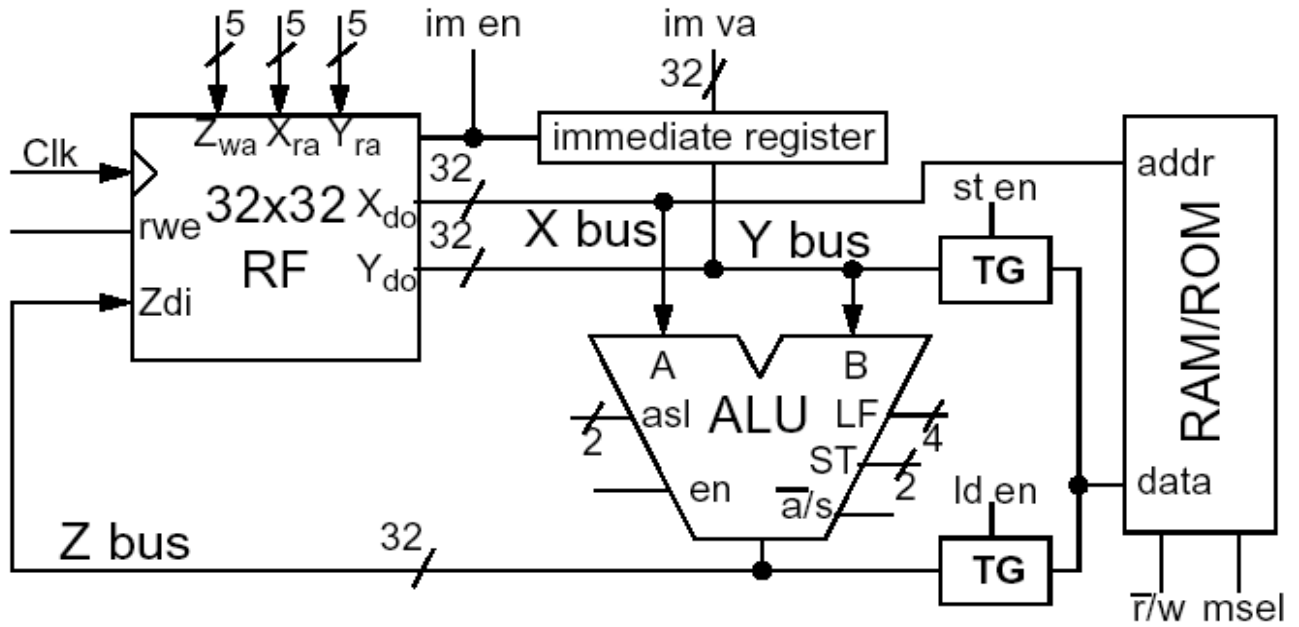 5 5 5 im en im va
32
Zwa Xra Yra immediate register
Clk
32 addr
32x32 Xdo st en
rwe 32 X bus Y bus
RF Ydo TG
Zdi
RAM/ROM
A B
asl ALU LF
2 4
ST
2
en a̅/s ld en data
Z bus 32
TG
r̅/w msel